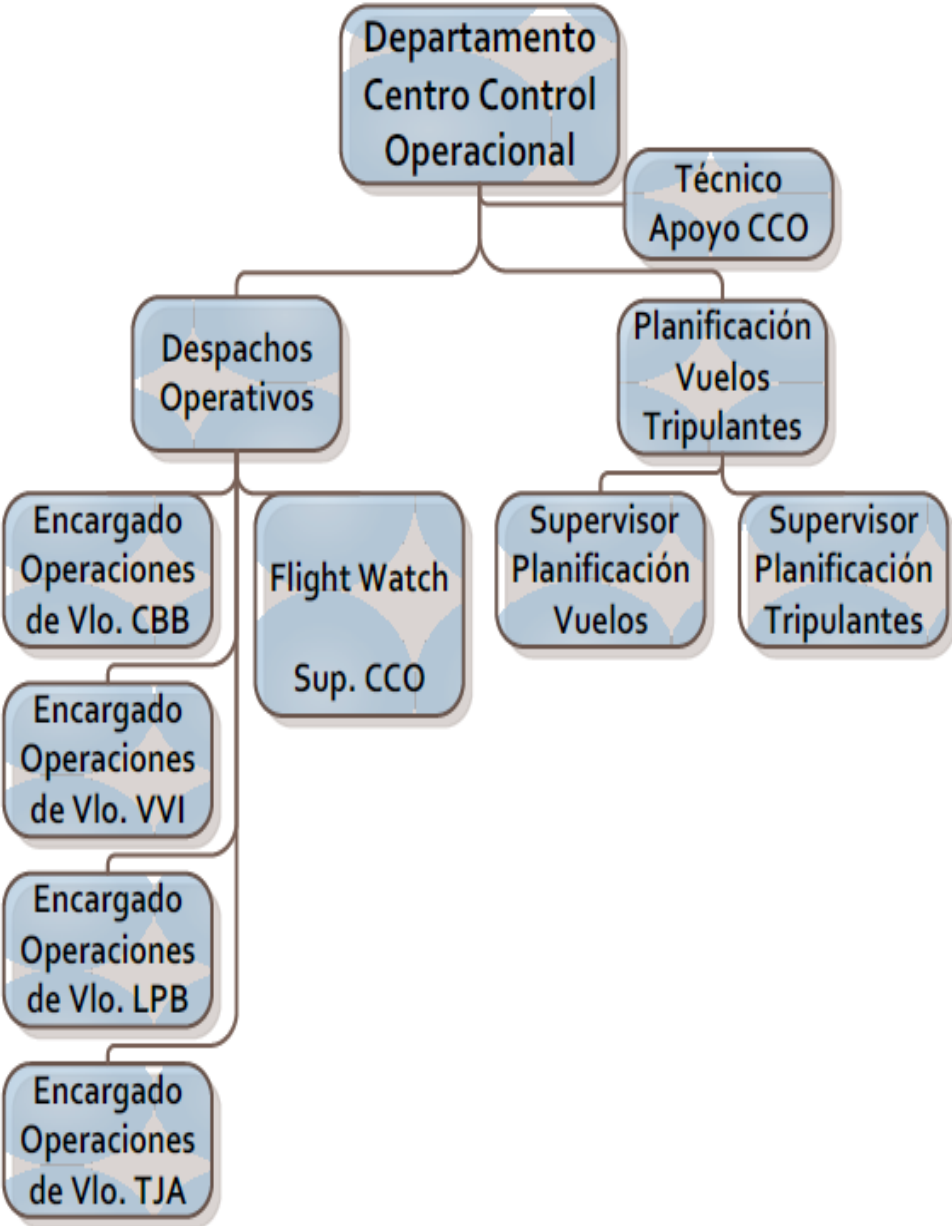 Departamento
Centro Control
Operacional
Técnico
Apoyo CCO
Despachos
Operativos
Planificación
Vuelos
Tripulantes
Encargado
Operaciones
de Vlo. CBB
Flight Watch
Sup. CCO
Supervisor
Planificación
Vuelos
Supervisor
Planificación
Tripulantes
Encargado
Operaciones
de Vlo. VVI
Encargado
Operaciones
de Vlo. LPB
Encargado
Operaciones
de Vlo. TJA